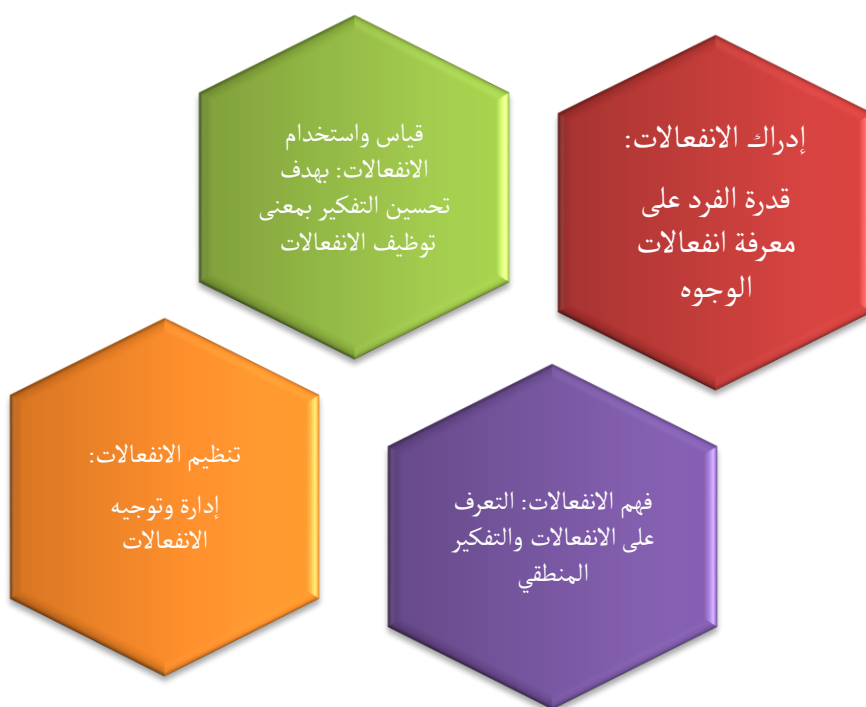 إدراك الانفعالات:
قدرة الفرد على
معرفة انفعالات
الوجوه
قياس واستخدام
الانفعالات: بهدف
تحسين التفكير بمعنى
توظيف الانفعالات
فهم الانفعالات: التعرف
على الانفعالات والتفكير
المنطقي
تنظيم الانفعالات:
إدارة وتوجيه
الانفعالات